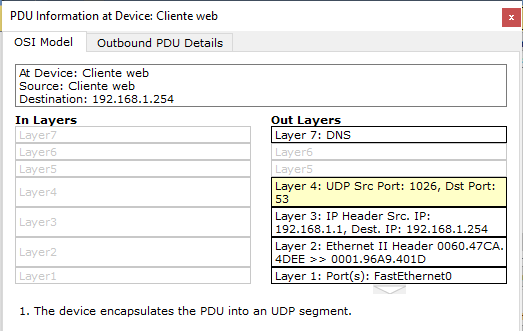 PDU Information at Device: Cliente web
x
OSI Model
Outbound PDU Details
At Device: Cliente web
Source: Cliente web
Destination: 192.168.1.254
In Layers
Layer7
Layer6
Layer5
Layer4
Layer3
Layer2
Layer1
Out Layers
Layer 7: DNS
Layer6
Layer5
Layer 4: UDP Src Port: 1026, Dst Port:
53
Layer 3: IP Header Src. IP:
192.168.1.1, Dest. IP: 192.168.1.254
Layer 2: Ethernet II Header 0060.47CA.
4DEE >> 0001.96A9.401D
Layer 1: Port(s): FastEthernet0
1. The device encapsulates the PDU into an UDP segment.